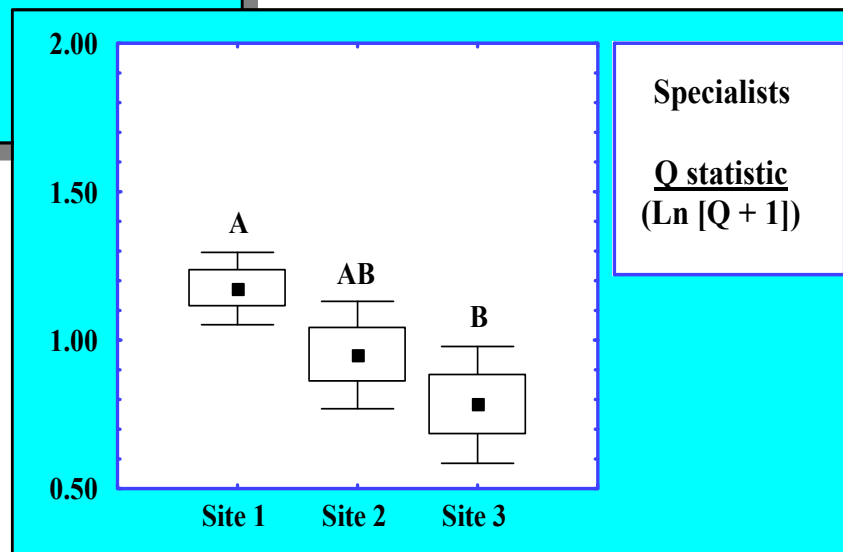 2.00
1.50
1.00
0.50
A
AB
B
Site 1 Site 2 Site 3
Specialists
Q statistic
(Ln [Q + 1])